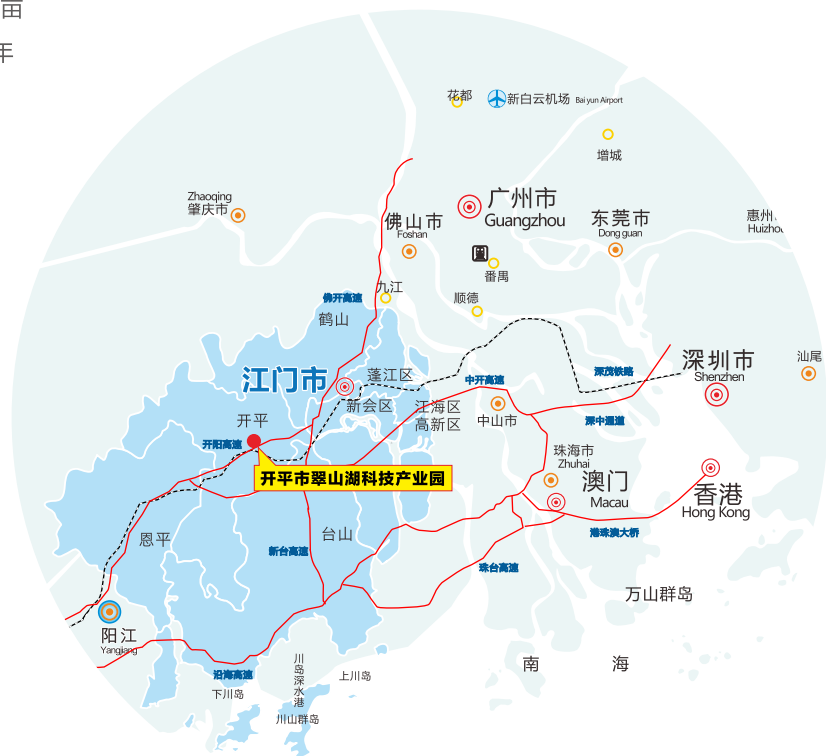 亩
年
花都
新白云机场 Bai yun Airport
增城
Zhaoqing
肇庆市
广州市
Guangzhou
佛山市
Foshan
东莞市
Dong guan
惠州
Huizhou
番禺
九江
顺德
佛开高速
鹤山
江门市
蓬江区
中开高速
深茂铁路
深圳市
Shenzhen
汕尾
新会区
江海区
高新区
中山市
深中通道
开平
开阳高速
开平市翠山湖科技产业园
珠海市
Zhuhai
澳门
Macau
香港
Hong Kong
恩平
新台高速
台山
港珠澳大桥
珠台高速
万山群岛
阳江
Yangjiang
南海
沿海高速
川岛深水港
上川岛
下川岛
川山群岛